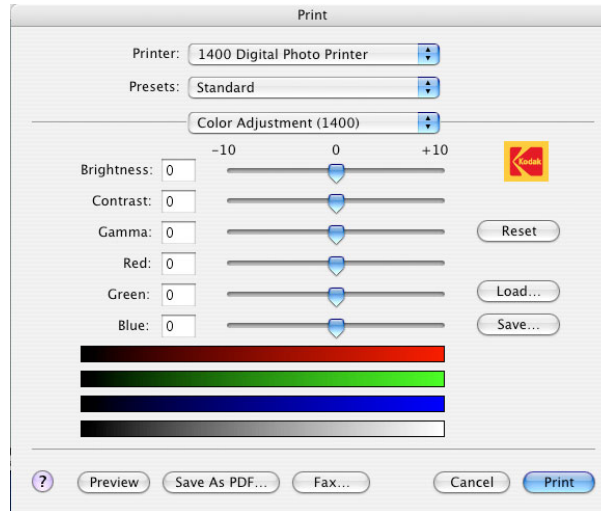 Print
Printer: 1400 Digital Photo Printer
Presets: Standard
Color Adjustment (1400)
-10 0 +10
Brightness: 0
Kodak
Contrast: 0
Gamma: 0 Reset
Red: 0
Green: 0 Load...
Blue: 0 Save...
? Preview Save As PDF... Fax... Cancel Print